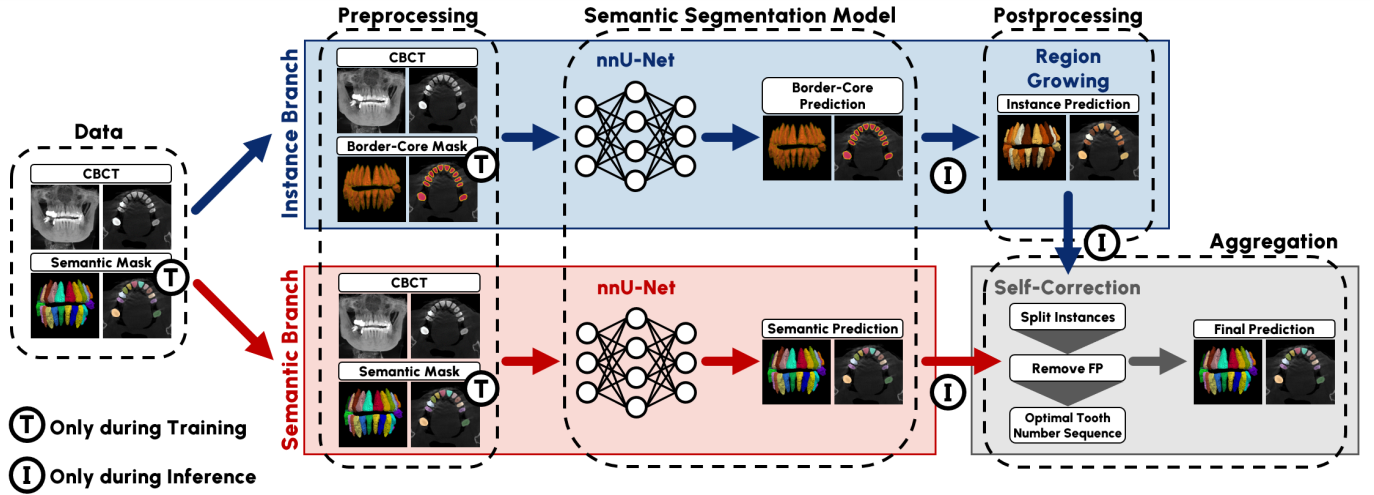 Preprocessing
Semantic Segmentation Model
Postprocessing
Data
CBCT
Semantic Mask
T
Instance Branch
CBCT
Border-Core Mask
T
nnU-Net
Border-Core
Prediction
I
Region
Growing
Instance Prediction
I
Semantic Branch
CBCT
Semantic Mask
T
nnU-Net
Semantic Prediction
I
Aggregation
Self-Correction
Split Instances
Remove FP
Optimal Tooth
Number Sequence
Final Prediction
T Only during Training
I Only during Inference